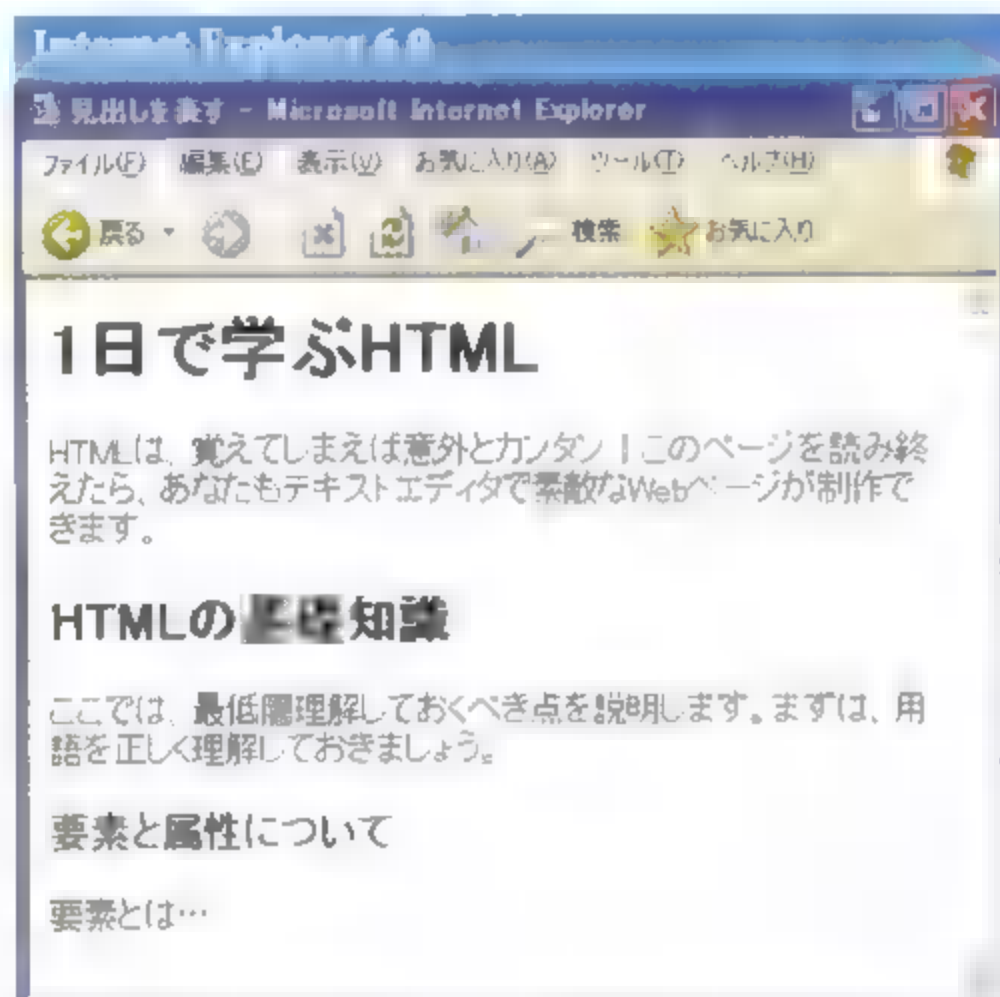 Internet Explorer 6.0
見出しを表す - Microsoft Internet Explorer
ファイル(F) 編集(E) 表示(V) お気に入り(A) ツール(T) ヘルプ(H)
戻る 検索 お気に入り
1日で学ぶHTML
HTMLは、覚えてしまえば意外とカンタン！このページを読み終
えたら、あなたもテキストエディタで素敵なWebページが制作で
きます。
HTMLの基礎知識
ここでは、最低限理解しておくべき点を説明します。まずは、用
語を正しく理解しておきましょう。
要素と属性について
要素とは…